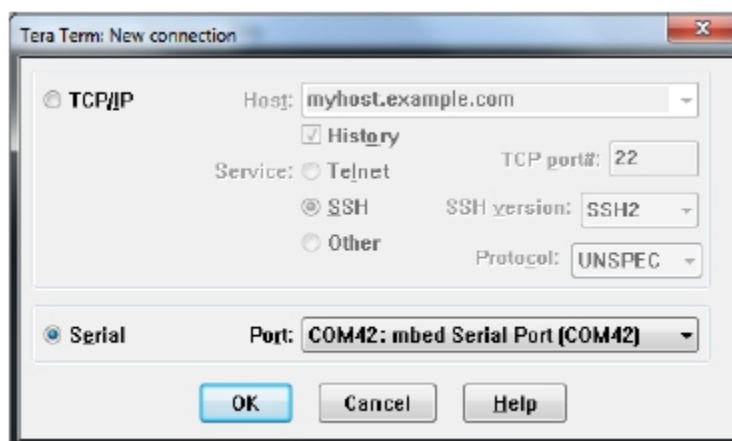 Tera Term: New connection
TCP/IP Host: myhost.example.com
History
Service: Telnet TCP port#: 22
SSH SSH version: SSH2
Other Protocol: UNSPEC
Serial Port: COM42: mbed Serial Port (COM42)
OK Cancel Help